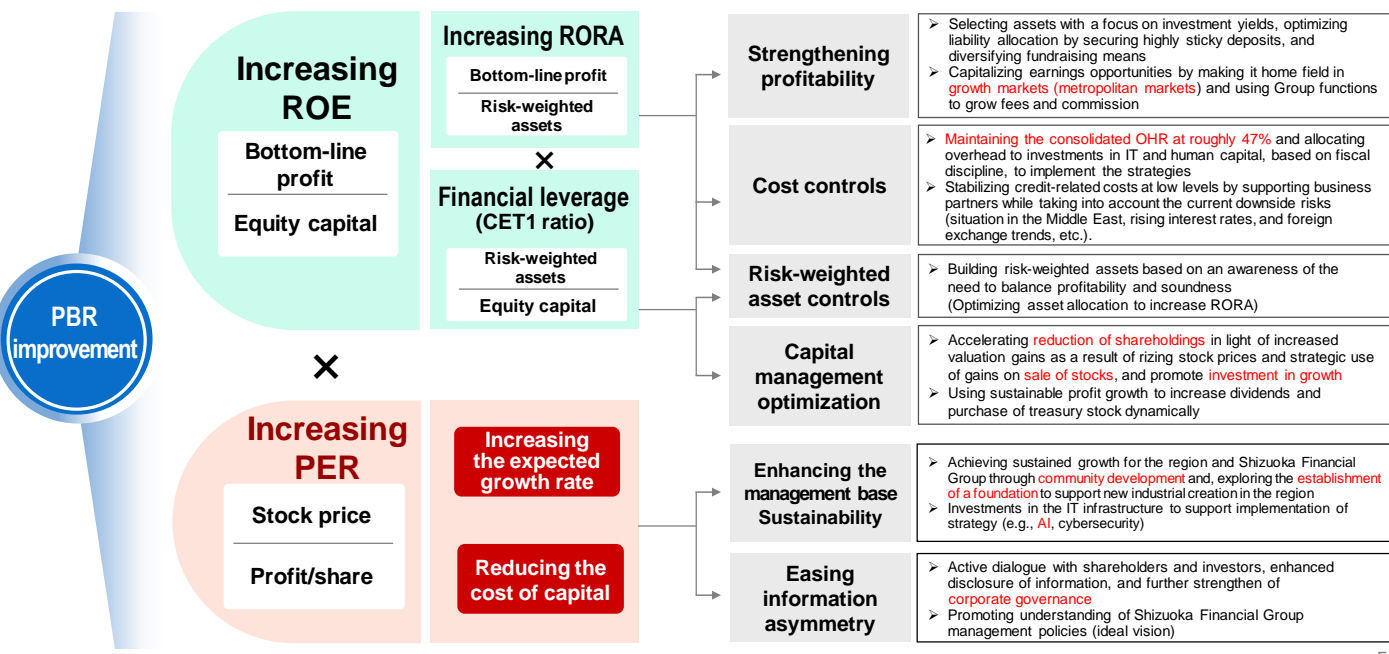 PBR
improvement
Increasing
ROE
Bottom-line
profit
Equity capital
×
Increasing
PER
Stock price
Profit/share
Increasing RORA
Bottom-line profit
Risk-weighted
assets
×
Financial leverage
(CET1 ratio)
Risk-weighted
assets
Equity capital
Increasing
the expected
growth rate
Reducing the
cost of capital
Strengthening
profitability
➢ Selecting assets with a focus on investment yields, optimizing
liability allocation by securing highly sticky deposits, and
diversifying fundraising means
➢ Capitalizing earnings opportunities by making it home field in
growth markets (metropolitan markets) and using Group functions
to grow fees and commission
Cost controls
➢ Maintaining the consolidated OHR at roughly 47% and allocating
overhead to investments in IT and human capital, based on fiscal
discipline, to implement the strategies
➢ Stabilizing credit-related costs at low levels by supporting business
partners while taking into account the current downside risks
(situation in the Middle East, rising interest rates, and foreign
exchange trends, etc.).
Risk-weighted
asset controls
➢ Building risk-weighted assets based on an awareness of the
need to balance profitability and soundness
(Optimizing asset allocation to increase RORA)
Capital
management
optimization
➢ Accelerating reduction of shareholdings in light of increased
valuation gains as a result of rizing stock prices and strategic use
of gains on sale of stocks, and promote investment in growth
➢ Using sustainable profit growth to increase dividends and
purchase of treasury stock dynamically
Enhancing the
management base
Sustainability
➢ Achieving sustained growth for the region and Shizuoka Financial
Group through community development and, exploring the establishment
of a foundation to support new industrial creation in the region
➢ Investments in the IT infrastructure to support implementation of
strategy (e.g., AI, cybersecurity)
Easing
information
asymmetry
➢ Active dialogue with shareholders and investors, enhanced
disclosure of information, and further strengthen of
corporate governance
➢ Promoting understanding of Shizuoka Financial Group
management policies (ideal vision)